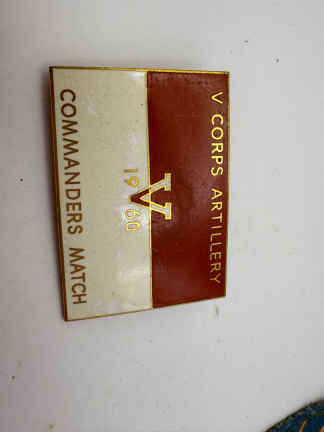 V CORPS ARTILLERY
V
19 60
COMMANDERS MATCH